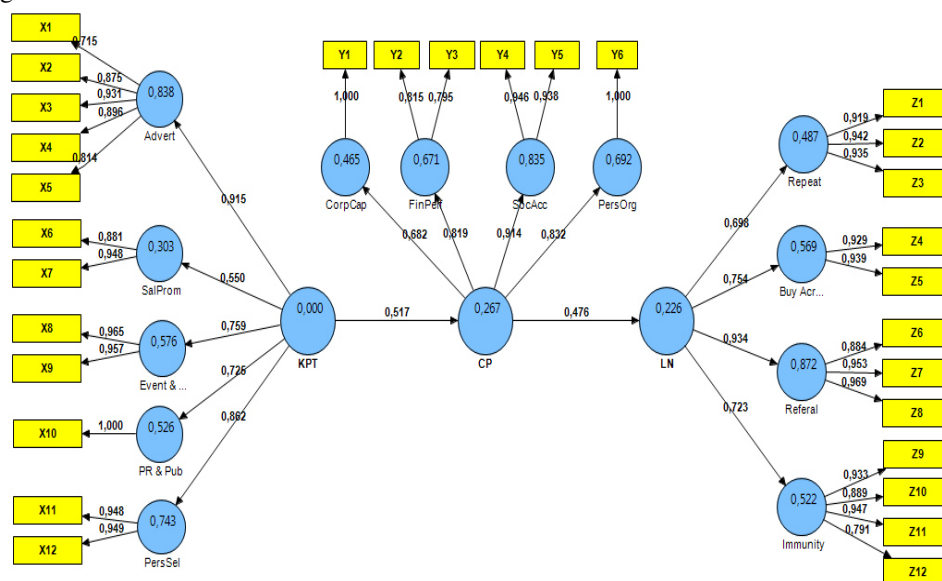 X1
X2
X3
X4
X5
0,715
0,875
0,931
0,896
0,814
0,838
Advert
0,915
X6
X7
0,881
0,948
0,303
SalProm
0,550
X8
X9
0,965
0,957
0,576
Event & ...
0,759
X10
1,000
0,526
PR & Pub
0,725
X11
X12
0,948
0,949
0,743
PersSel
0,862
0,000
KPT
0,517
Y1
Y2
Y3
Y4
Y5
Y6
1,000
0,815
0,795
0,946
0,938
1,000
0,465
CorpCap
0,671
FinPerf
0,835
SocAcc
0,692
PersOrg
0,682
0,819
0,914
0,832
0,267
CP
0,476
0,226
LN
0,698
0,754
0,934
0,723
0,487
Repeat
0,919
0,942
0,935
Z1
Z2
Z3
0,569
Buy Acr...
0,929
0,939
Z4
Z5
0,872
Referal
0,884
0,953
0,969
Z6
Z7
Z8
0,522
Immunity
0,933
0,889
0,947
0,791
Z9
Z10
Z11
Z12